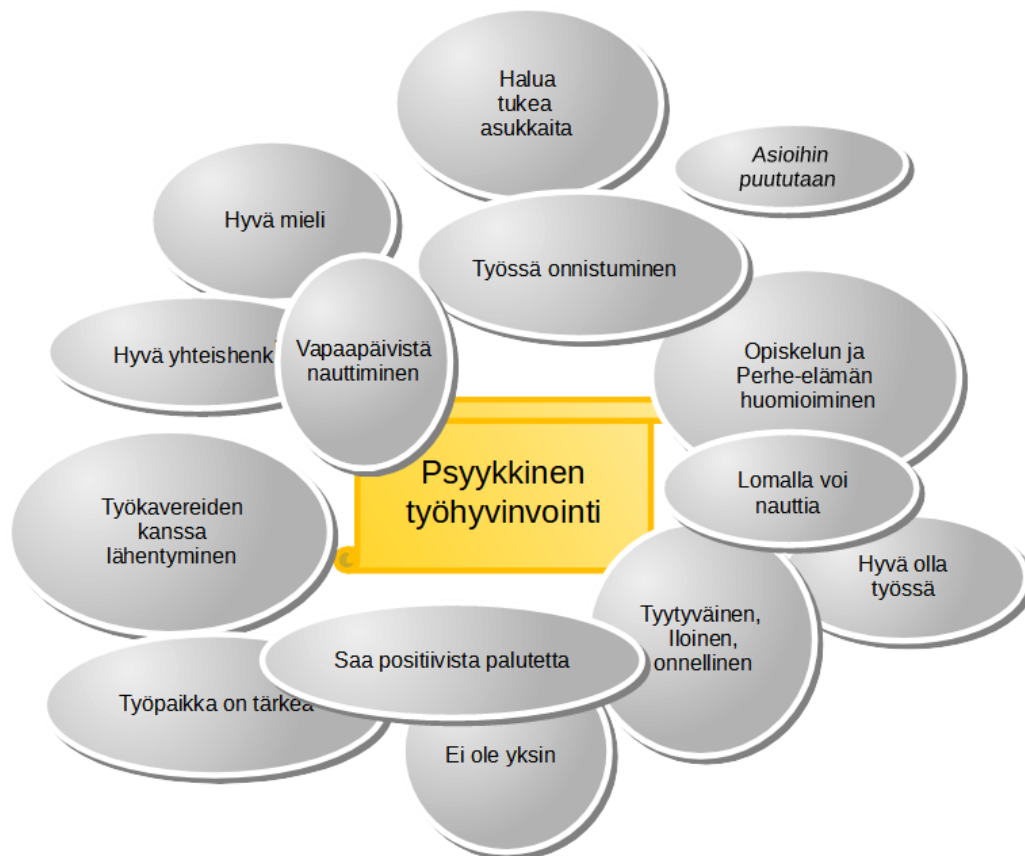 Halua
tukea
asukkaita
Asioihin
puututaan
Hyvä mieli
Työssä onnistuminen
Hyvä yhteishenk
Vapaapäivistä
nauttiminen
Opiskelun ja
Perhe-elämän
huomioiminen
Psyykkinen
työhyvinvointi
Lomalla voi
nauttia
Työkavereiden
kanssa
lähentyminen
Hyvä olla
työssä
Tyytyväinen,
Iloinen,
onnellinen
Saa positiivista palutetta
Työpaikka on tärkeä
Ei ole yksin